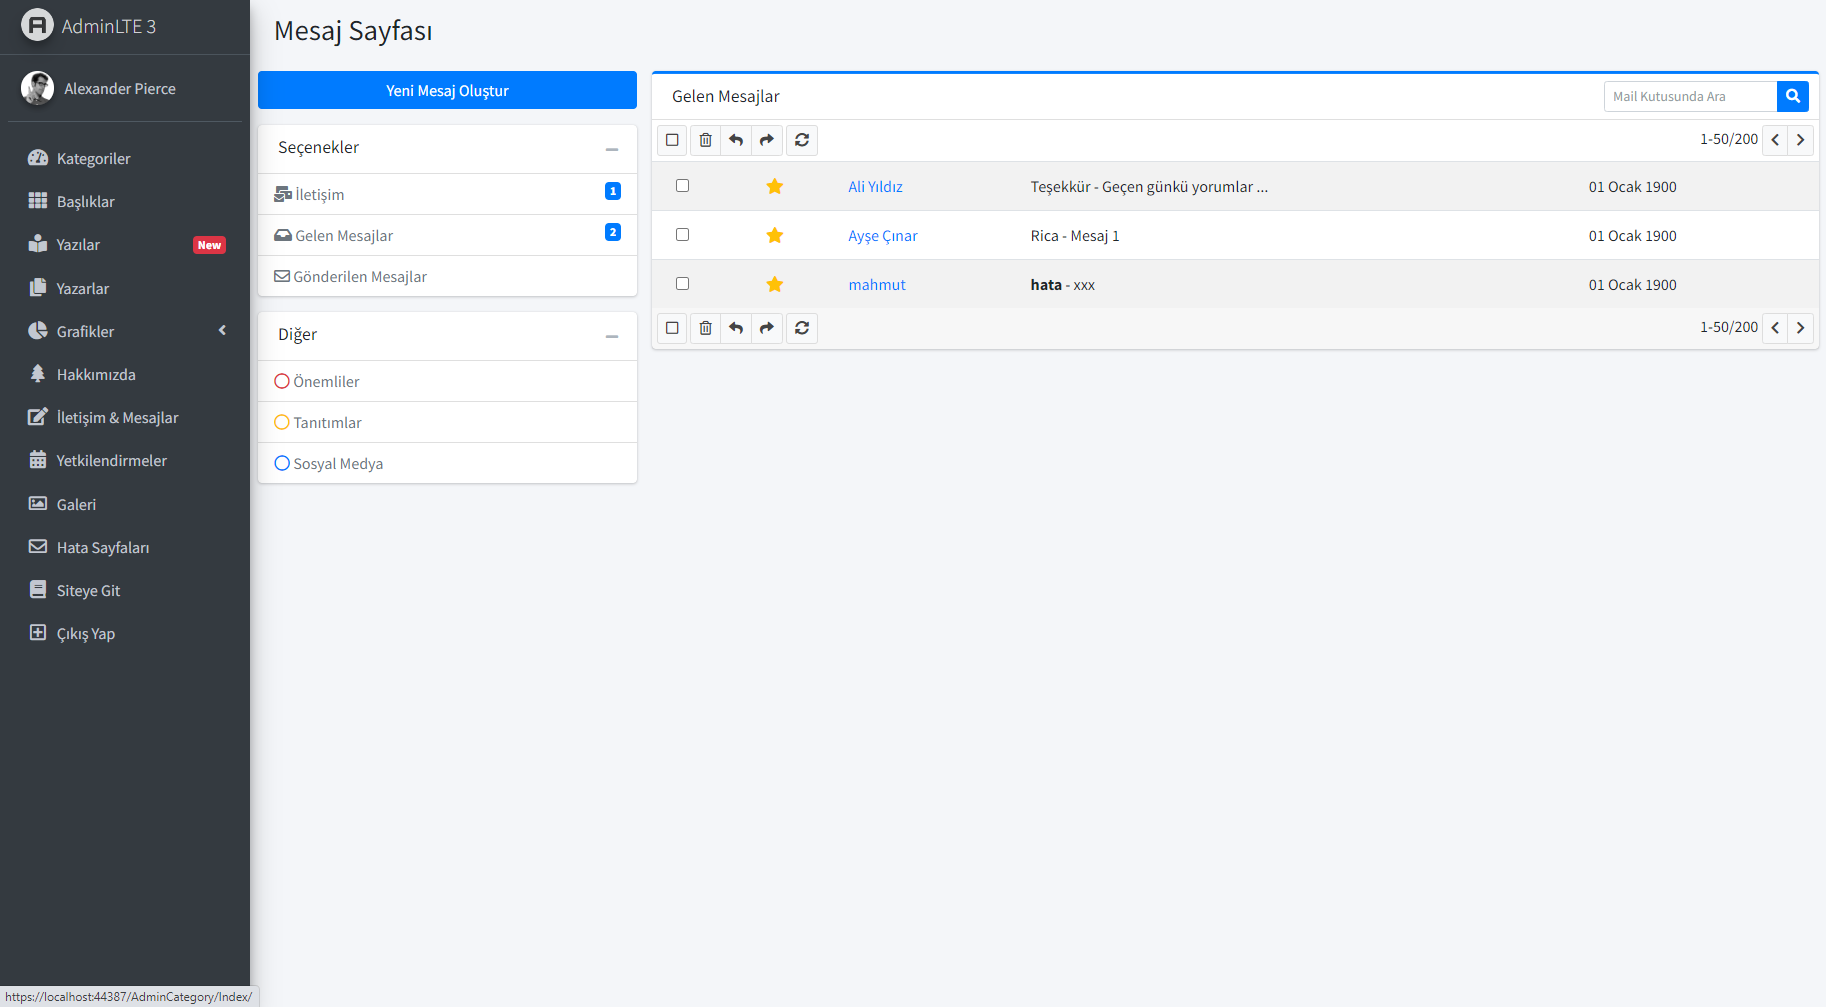 AdminLTE 3
Alexander Pierce
Kategoriler
Başlıklar
Yazılar New
Yazarlar
Grafikler
Hakkımızda
İletişim & Mesajlar
Yetkilendirmeler
Galeri
Hata Sayfaları
Siteye Git
Çıkış Yap
https://localhost:44387/AdminCategory/Index/
Mesaj Sayfası
Yeni Mesaj Oluştur
Seçenekler
İletişim 1
Gelen Mesajlar 2
Gönderilen Mesajlar
Diğer
Önemliler
Tanıtımlar
Sosyal Medya
Gelen Mesajlar Mail Kutusunda Ara
1-50/200
Ali Yıldız Teşekkür - Geçen günkü yorumlar ... 01 Ocak 1900
Ayşe Çınar Rica - Mesaj 1 01 Ocak 1900
mahmut hata - xxx 01 Ocak 1900
1-50/200